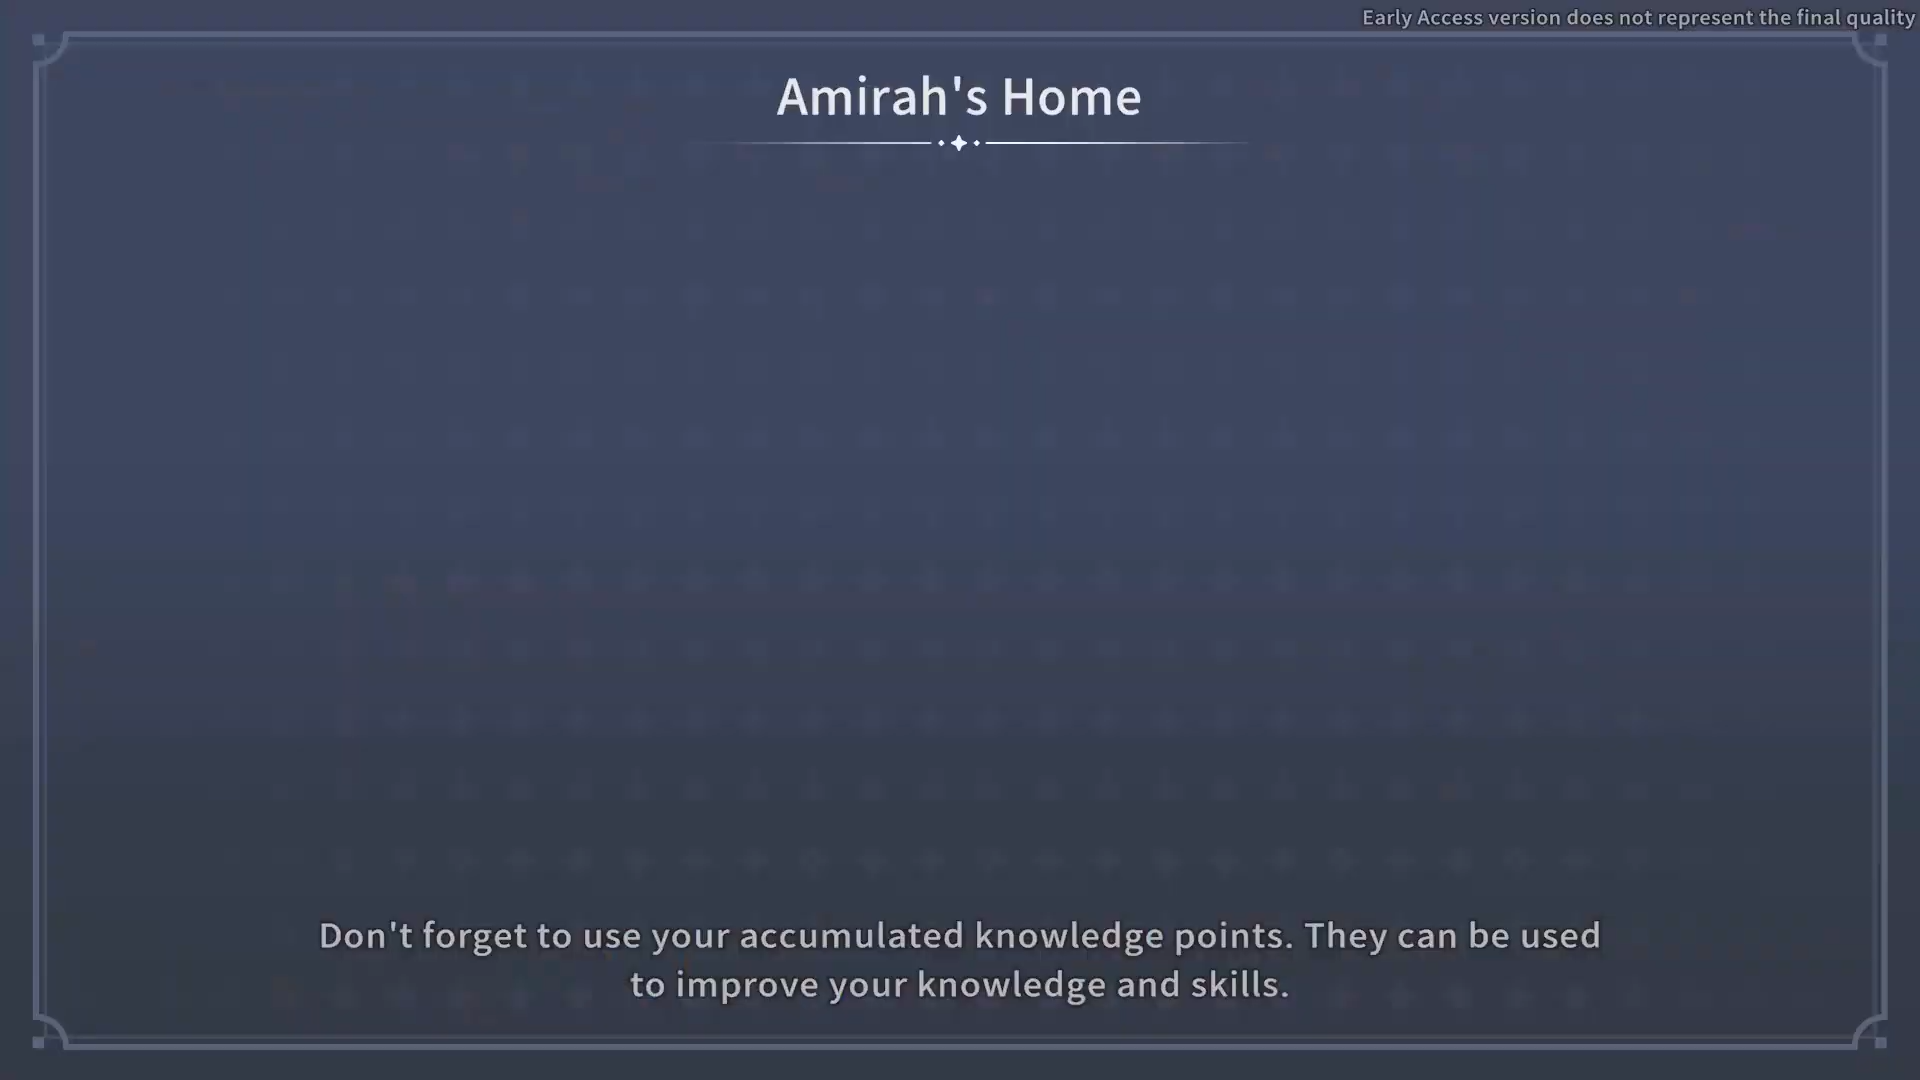 Early Access version does not represent the final quality
Amirah's Home
Don't forget to use your accumulated knowledge points. They can be used
to improve your knowledge and skills.